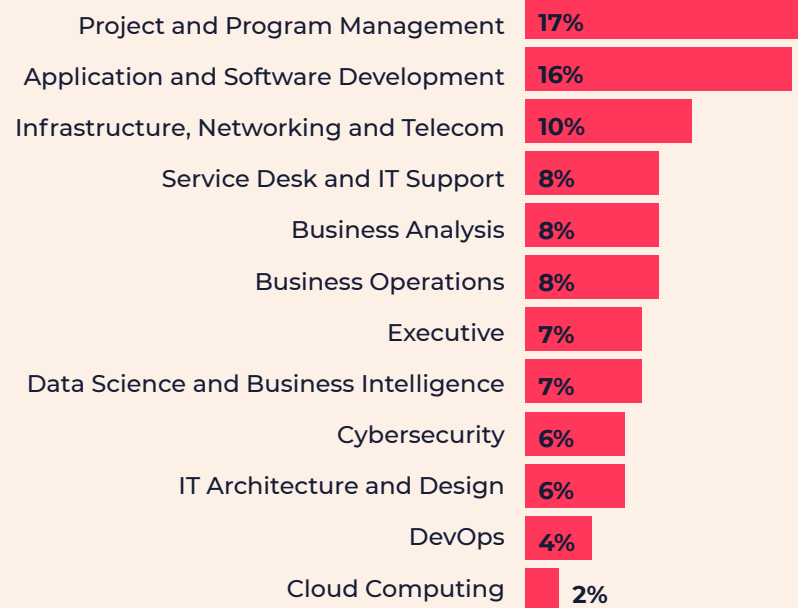 Project and Program Management 17%
Application and Software Development 16%
Infrastructure, Networking and Telecom 10%
Service Desk and IT Support 8%
Business Analysis 8%
Business Operations 8%
Executive 7%
Data Science and Business Intelligence 7%
Cybersecurity 6%
IT Architecture and Design 6%
DevOps 4%
Cloud Computing 2%